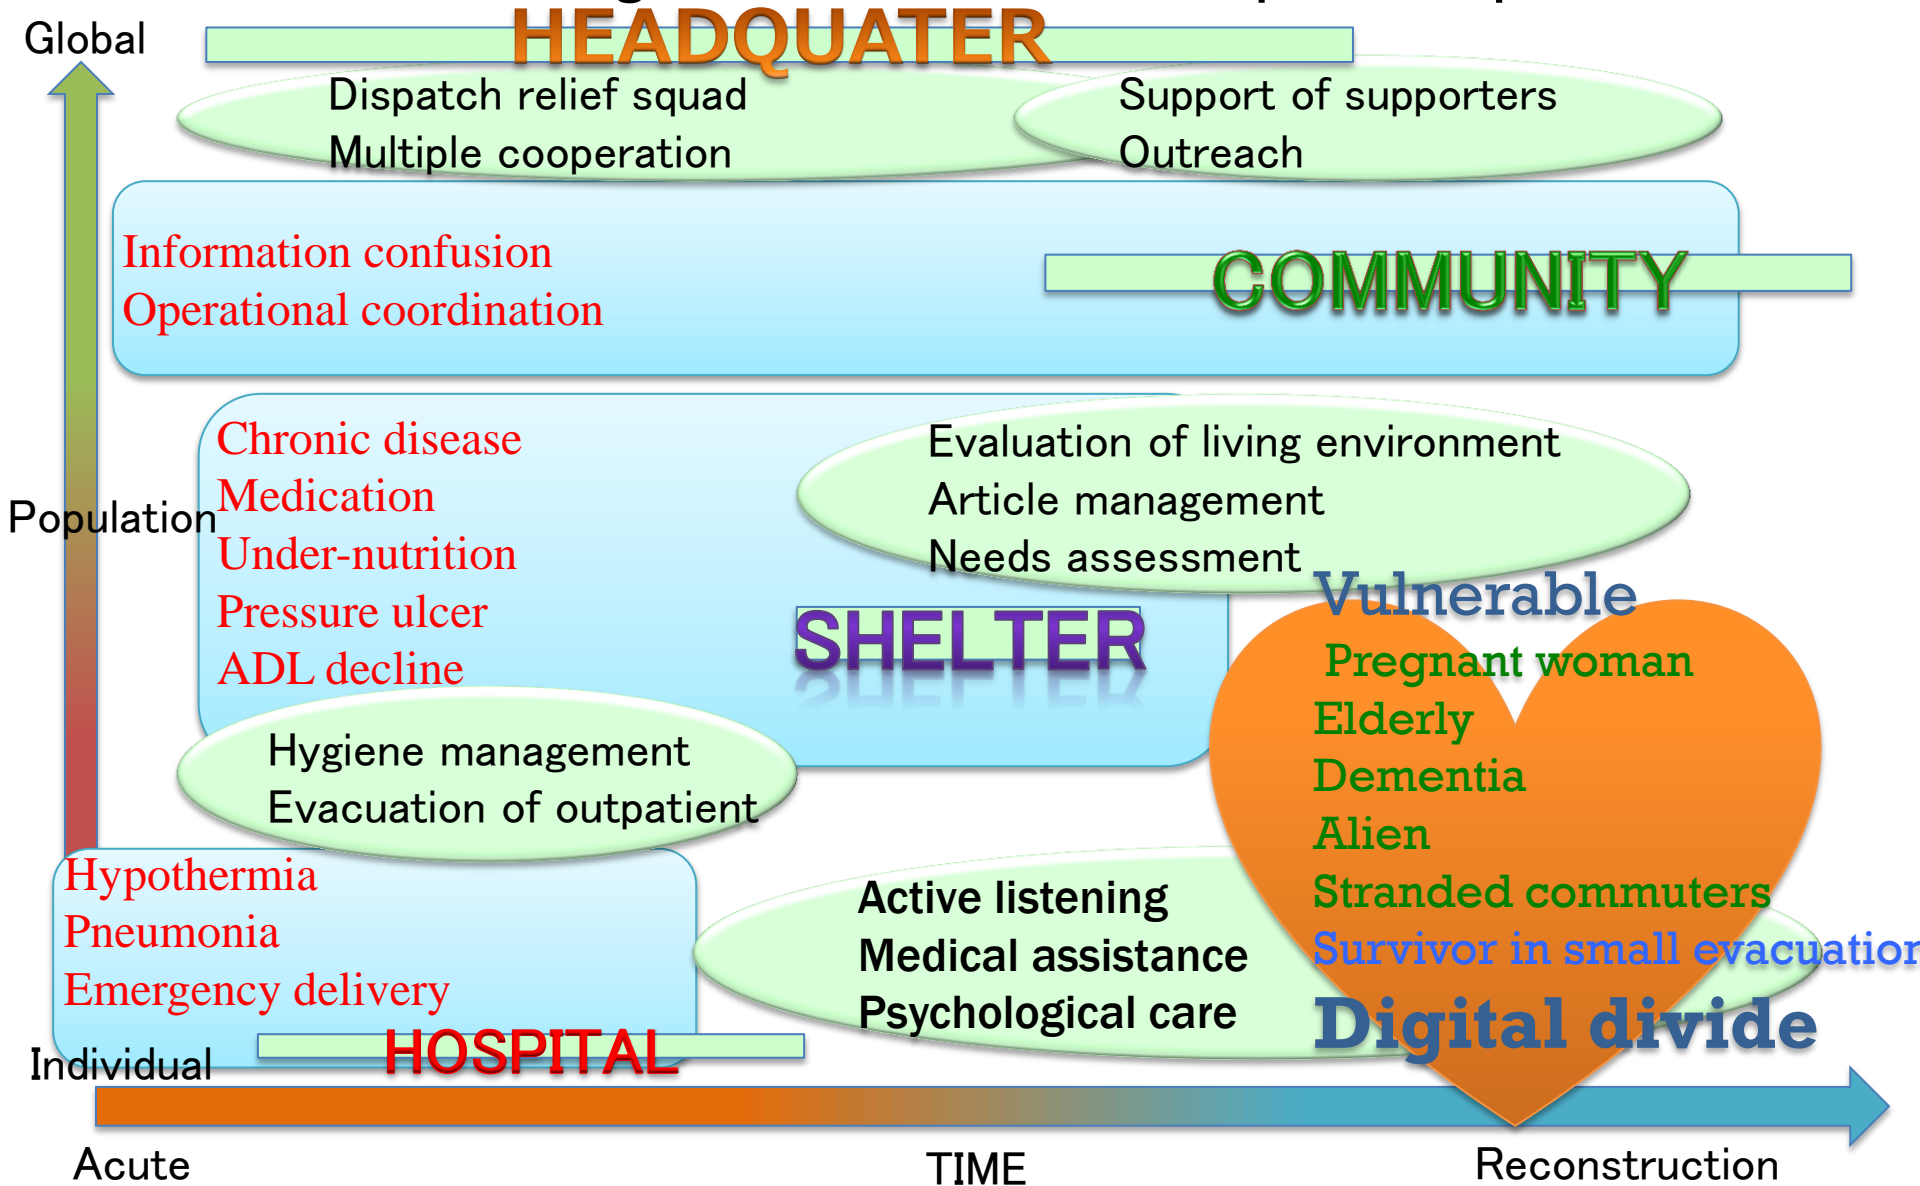 Global
HEADQUATER
Dispatch relief squad
Multiple cooperation
Support of supporters
Outreach
Information confusion
Operational coordination
COMMUNITY
Population
Chronic disease
Medication
Under-nutrition
Pressure ulcer
ADL decline
Evaluation of living environment
Article management
Needs assessment
SHELTER
Hygiene management
Evacuation of outpatient
Vulnerable
Pregnant woman
Elderly
Dementia
Alien
Stranded commuters
Survivor in small evacuation
Digital divide
Hypothermia
Pneumonia
Emergency delivery
Active listening
Medical assistance
Psychological care
Individual
HOSPITAL
Acute
TIME
Reconstruction